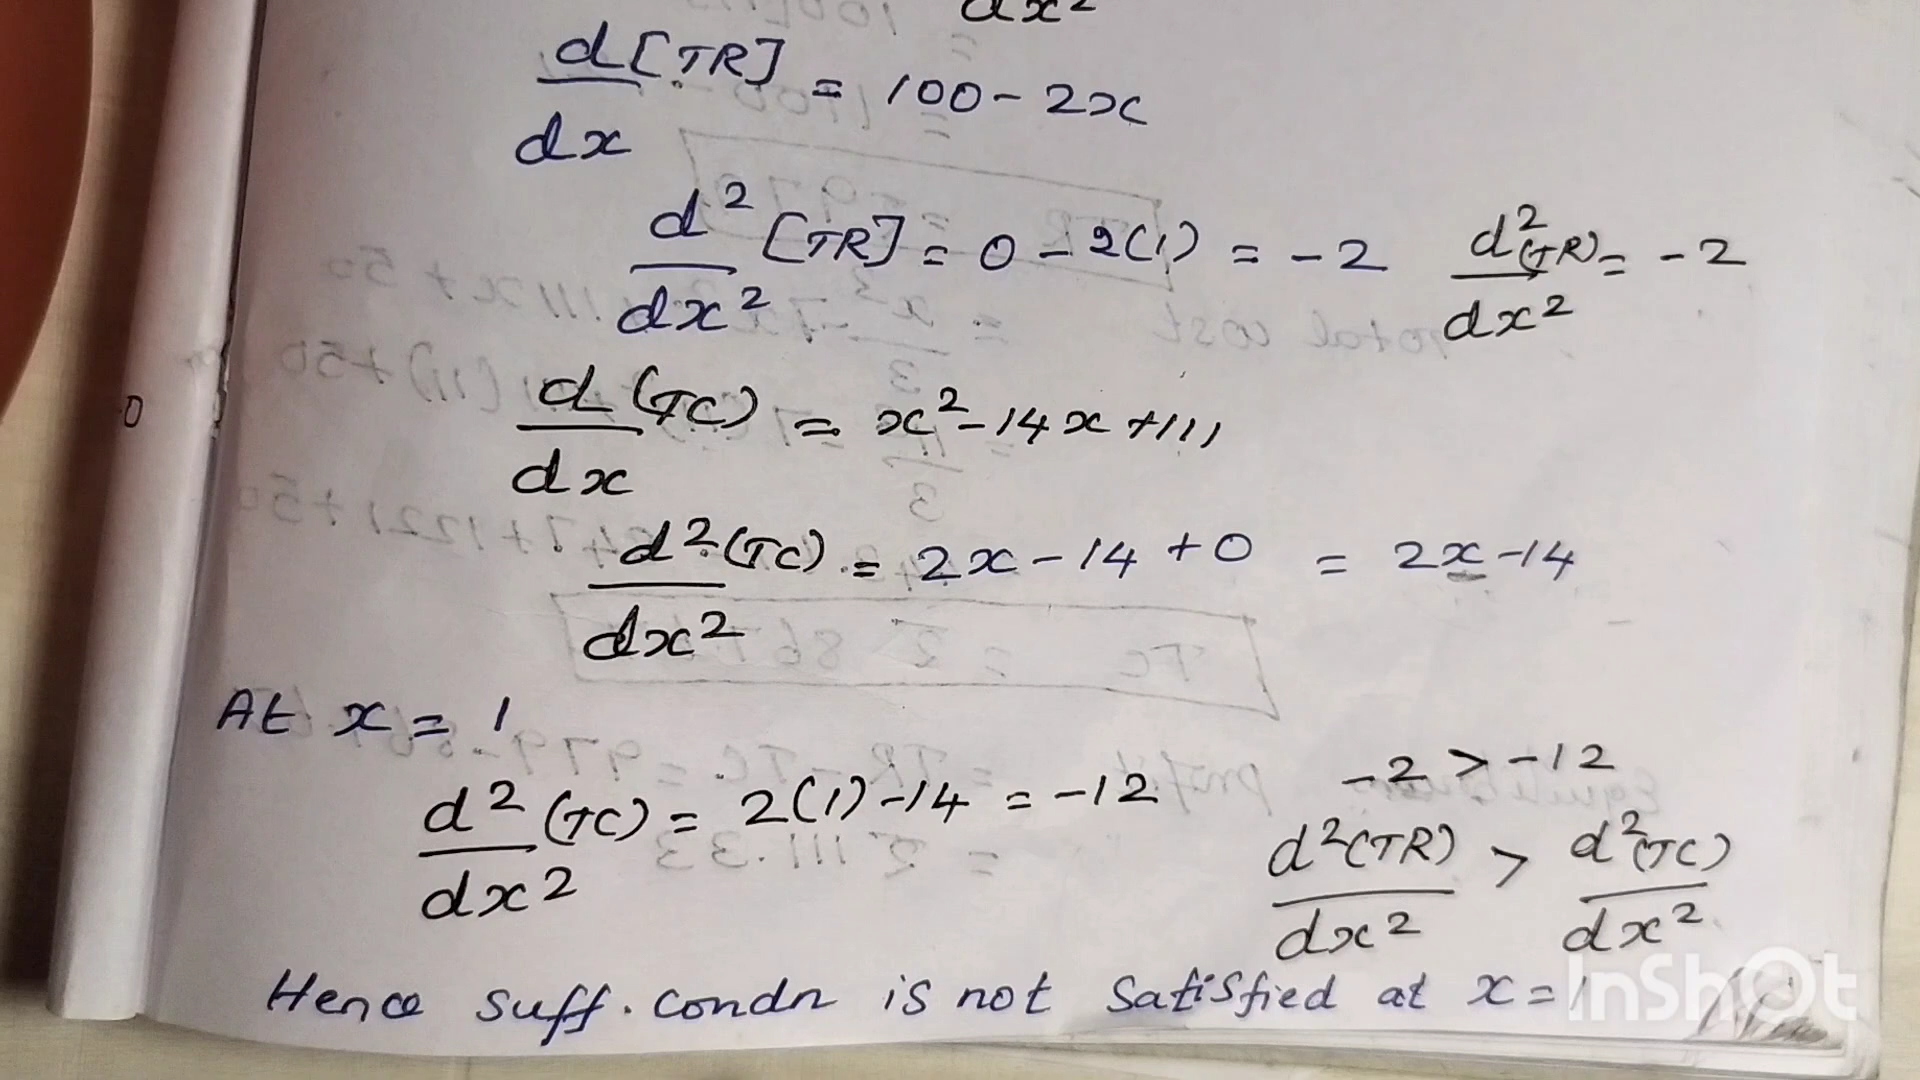 dx²
d[TR] = 100 - 2x
dx
d² [TR] = 0 - 2(1) = -2 d²(TR) = -2
dx² dx²
d (TC) = x² - 14x + 111
dx
0
d² (TC) = 2x - 14 + 0 = 2x - 14
dx²
At x = 1
d² (TC) = 2(1) - 14 = -12 -2 > -12
dx²
d²(TR) > d²(TC)
dx² dx²
Hence suff. condn is not satisfied at x = 1
InShOt